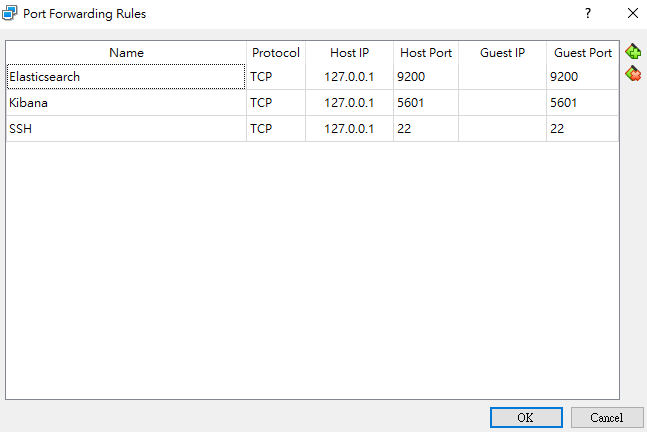 Port Forwarding Rules ?
Name Protocol Host IP Host Port Guest IP Guest Port
Elasticsearch TCP 127.0.0.1 9200 9200
Kibana TCP 127.0.0.1 5601 5601
SSH TCP 127.0.0.1 22 22
OK Cancel